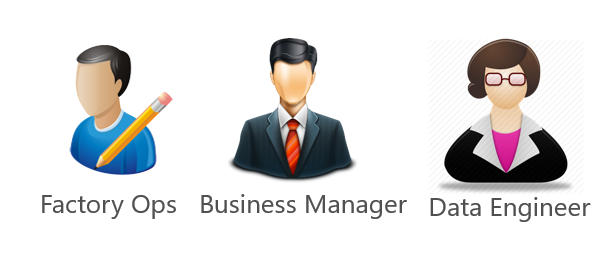 Factory Ops
Business Manager
Data Engineer